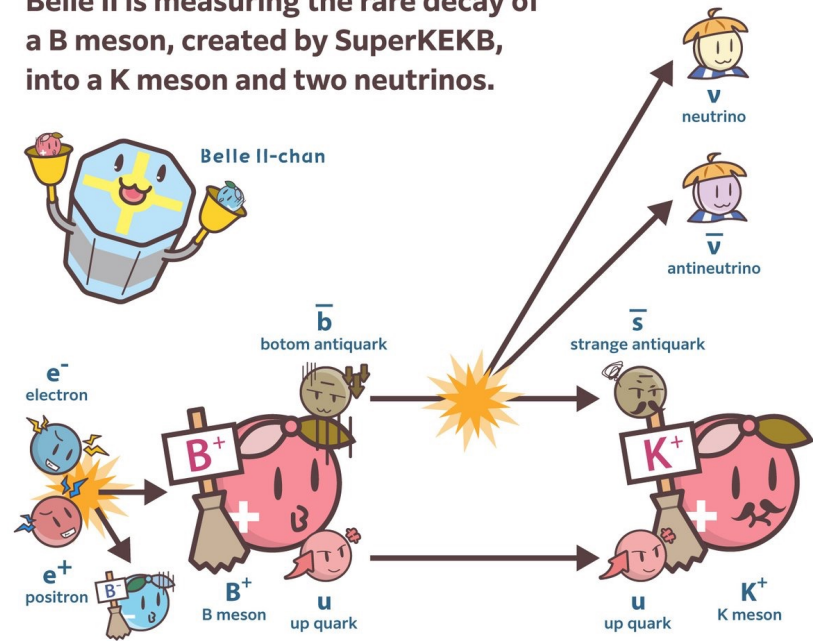 Belle II is measuring the rare decay of
a B meson, created by SuperKEKB,
into a K meson and two neutrinos.
Belle II-chan
ν
neutrino
ν̅
antineutrino
b̅
botom antiquark
s̅
strange antiquark
e⁻
electron
B⁺
K⁺
e⁺
positron
B⁻
B⁺
B meson
u
up quark
u
up quark
K⁺
K meson